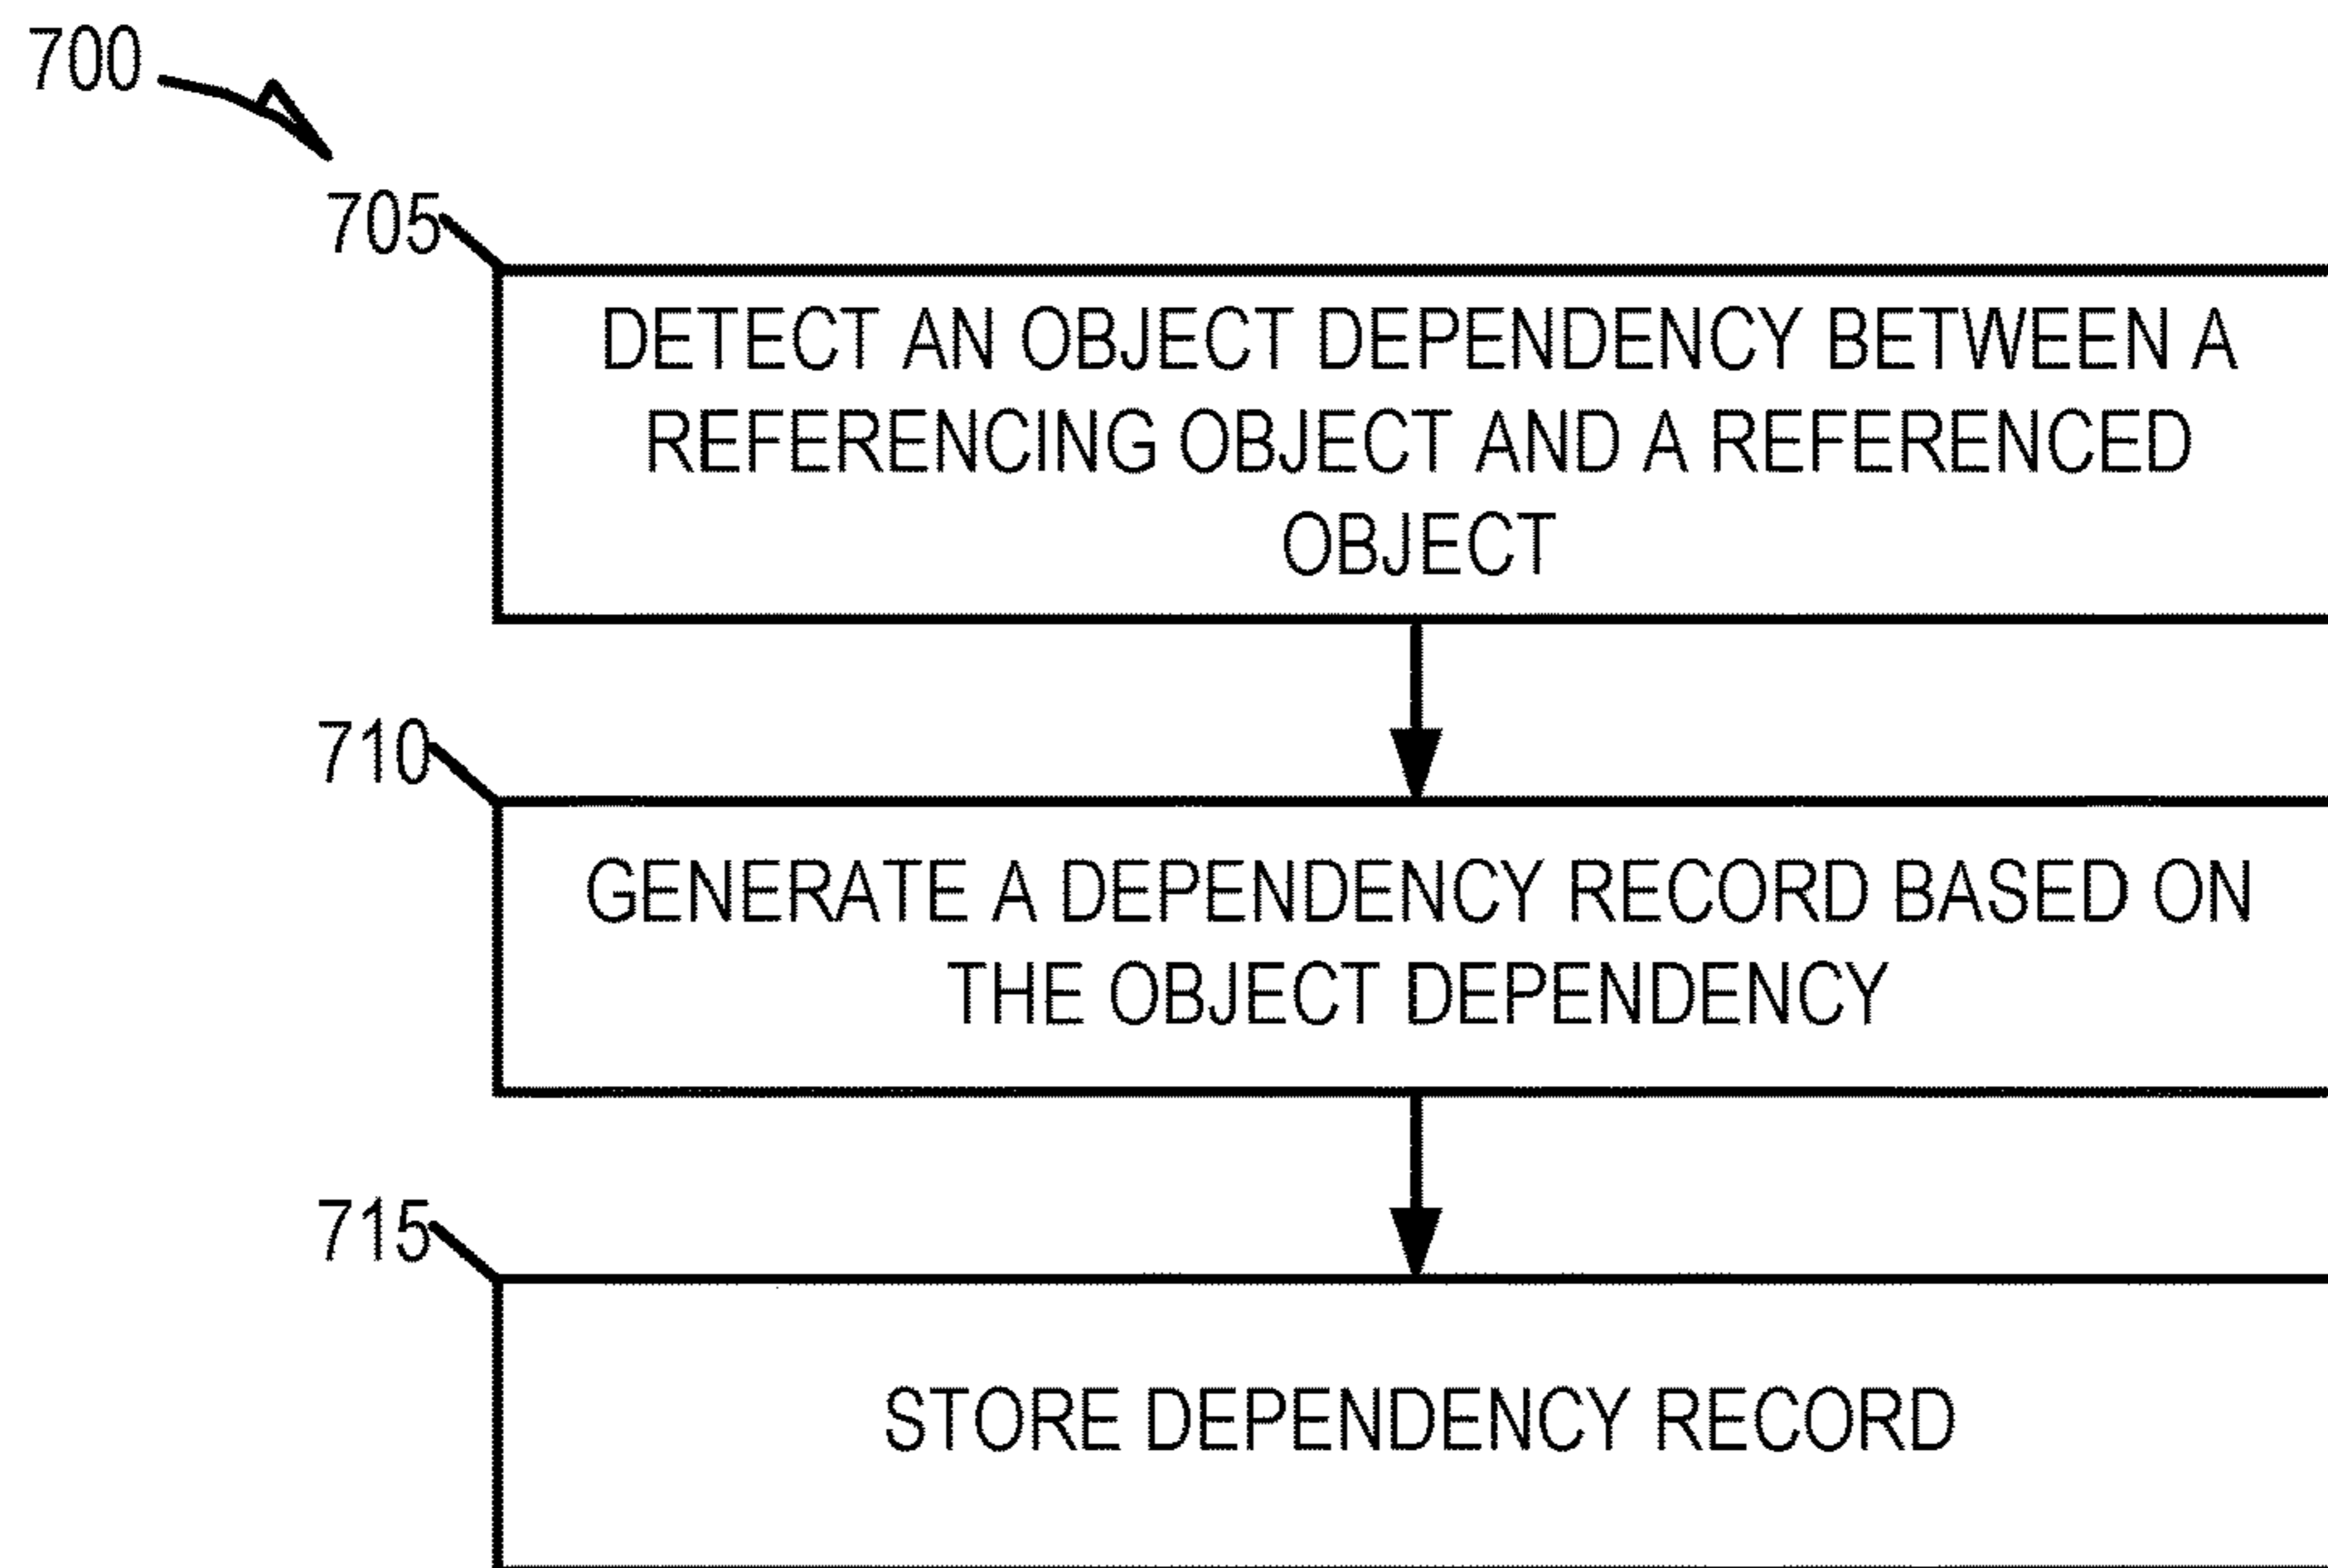 700
705
DETECT AN OBJECT DEPENDENCY BETWEEN A
REFERENCING OBJECT AND A REFERENCED
OBJECT
710
GENERATE A DEPENDENCY RECORD BASED ON
THE OBJECT DEPENDENCY
715
STORE DEPENDENCY RECORD